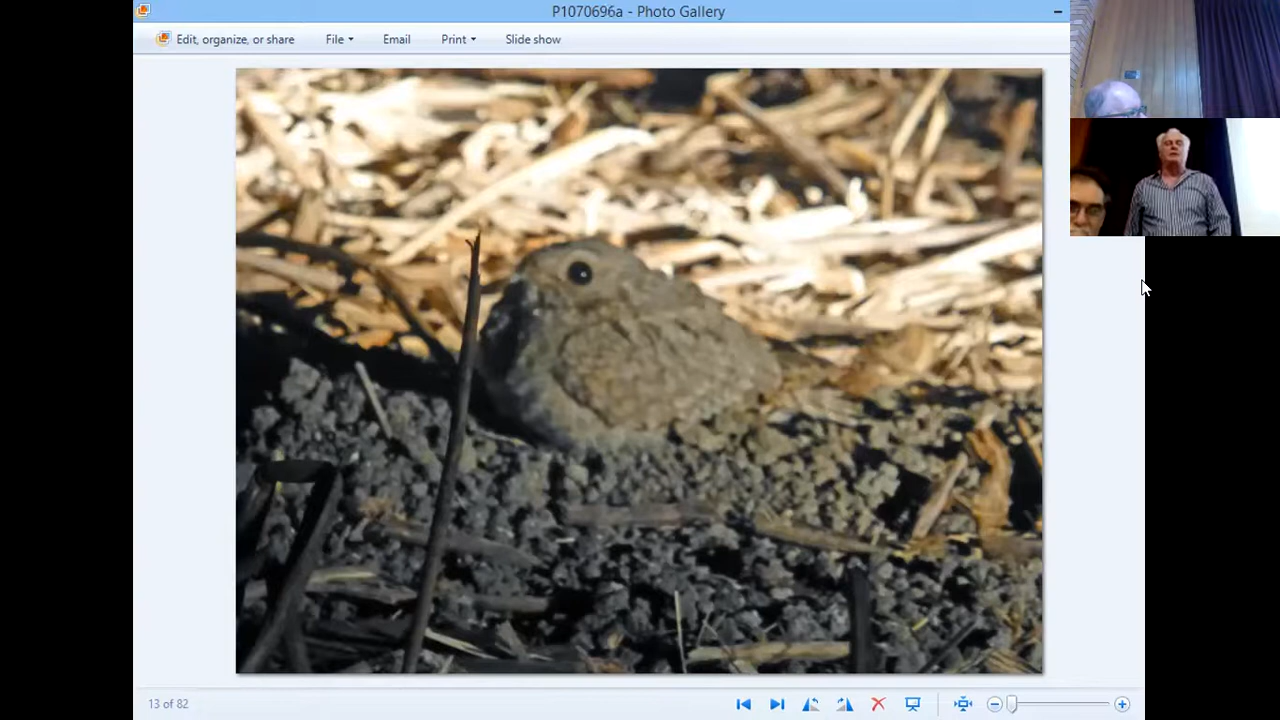 P1070696a - Photo Gallery
Edit, organize, or share File Email Print Slide show
13 of 82